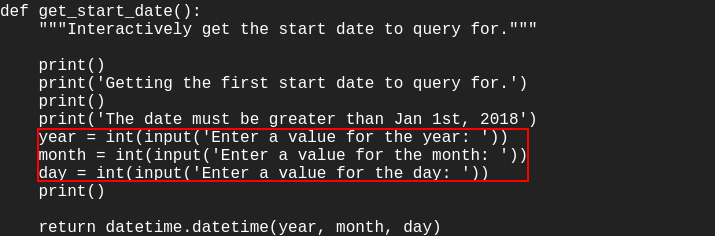 def get_start_date():
    """Interactively get the start date to query for."""

    print()
    print('Getting the first start date to query for.')
    print()
    print('The date must be greater than Jan 1st, 2018')
    year = int(input('Enter a value for the year: '))
    month = int(input('Enter a value for the month: '))
    day = int(input('Enter a value for the day: '))
    print()

    return datetime.datetime(year, month, day)